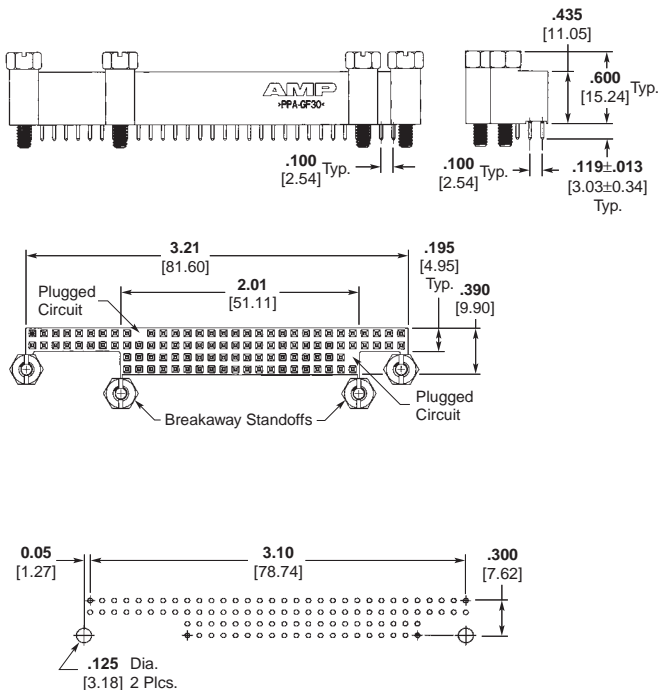 .435
[11.05]
AMP
>PPA-GF30<
.600
[15.24] Typ.
.100
[2.54] Typ.
.100
[2.54] Typ.
.119±.013
[3.03±0.34]
Typ.
3.21
[81.60]
.195
[4.95]
Typ.
2.01
[51.11]
.390
[9.90]
Plugged
Circuit
Plugged
Circuit
Breakaway Standoffs
0.05
[1.27]
3.10
[78.74]
.300
[7.62]
.125 Dia.
[3.18] 2 Plcs.